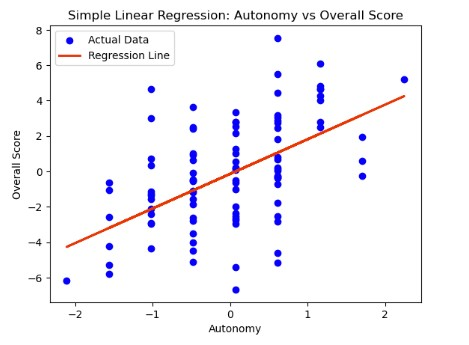 Simple Linear Regression: Autonomy vs Overall Score
Actual Data
Regression Line
Overall Score
8
6
4
2
0
−2
−4
−6
−2
−1
0
1
2
Autonomy